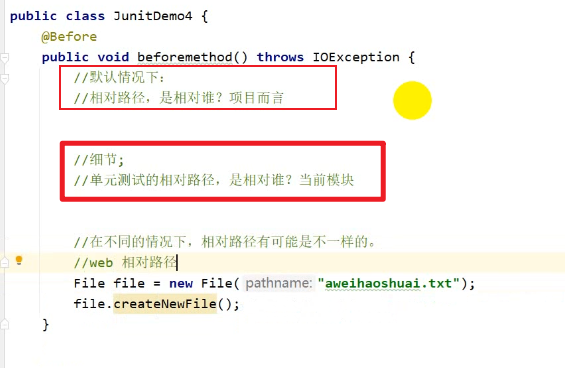 public class JunitDemo4 {
@Before
public void beforemethod() throws IOException {
//默认情况下：
//相对路径，是相对谁？项目而言
//细节；
//单元测试的相对路径，是相对谁？当前模块
//在不同的情况下，相对路径有可能是不一样的。
//web 相对路径
File file = new File( pathname: "aweihaoshuai.txt");
file.createNewFile();
}